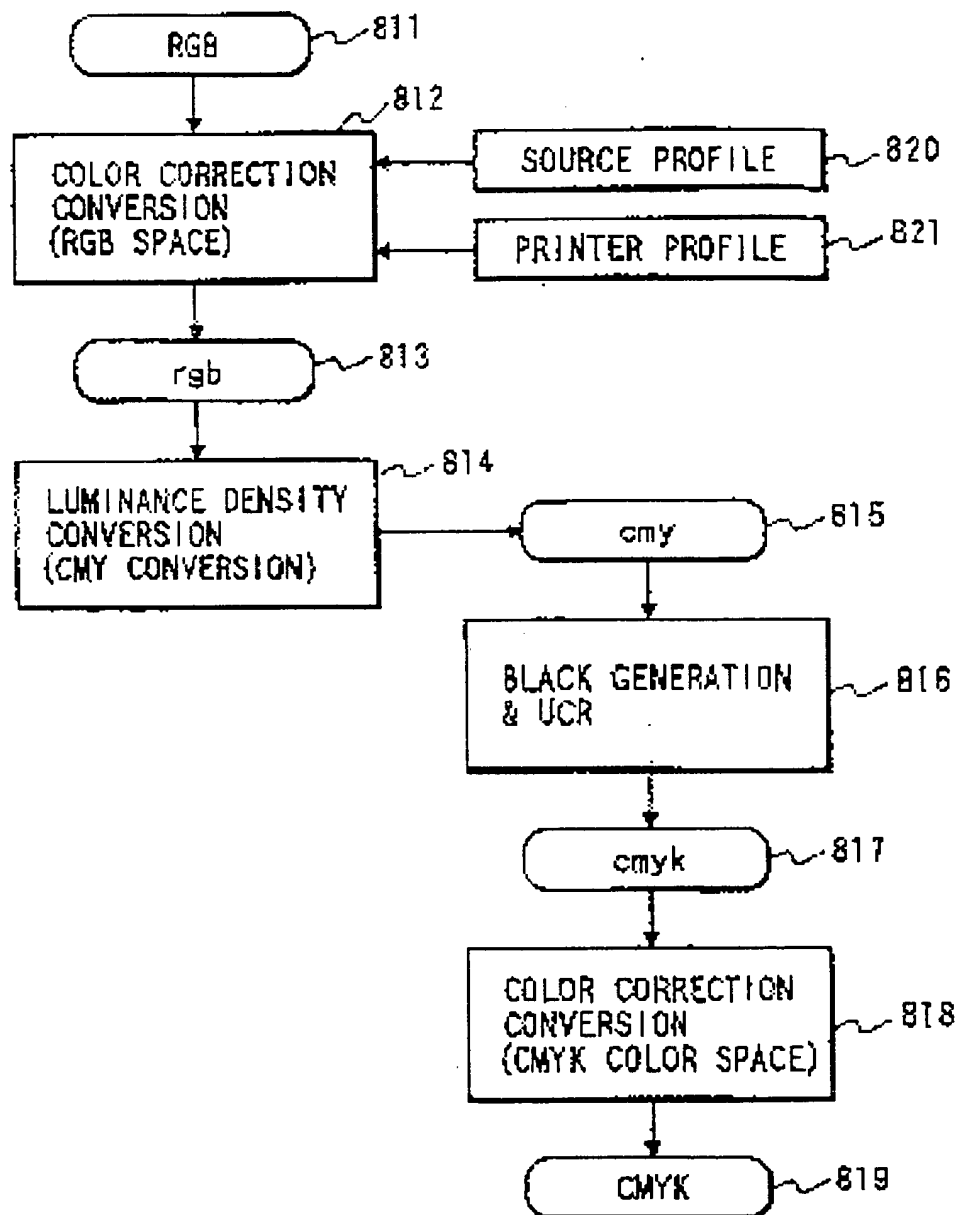 RGB
811
812
COLOR CORRECTION
CONVERSION
(RGB SPACE)
SOURCE PROFILE
820
PRINTER PROFILE
821
rgb
813
814
LUMINANCE DENSITY
CONVERSION
(CMY CONVERSION)
cmy
815
BLACK GENERATION
& UCR
816
cmyk
817
COLOR CORRECTION
CONVERSION
(CMYK COLOR SPACE)
818
CMYK
819